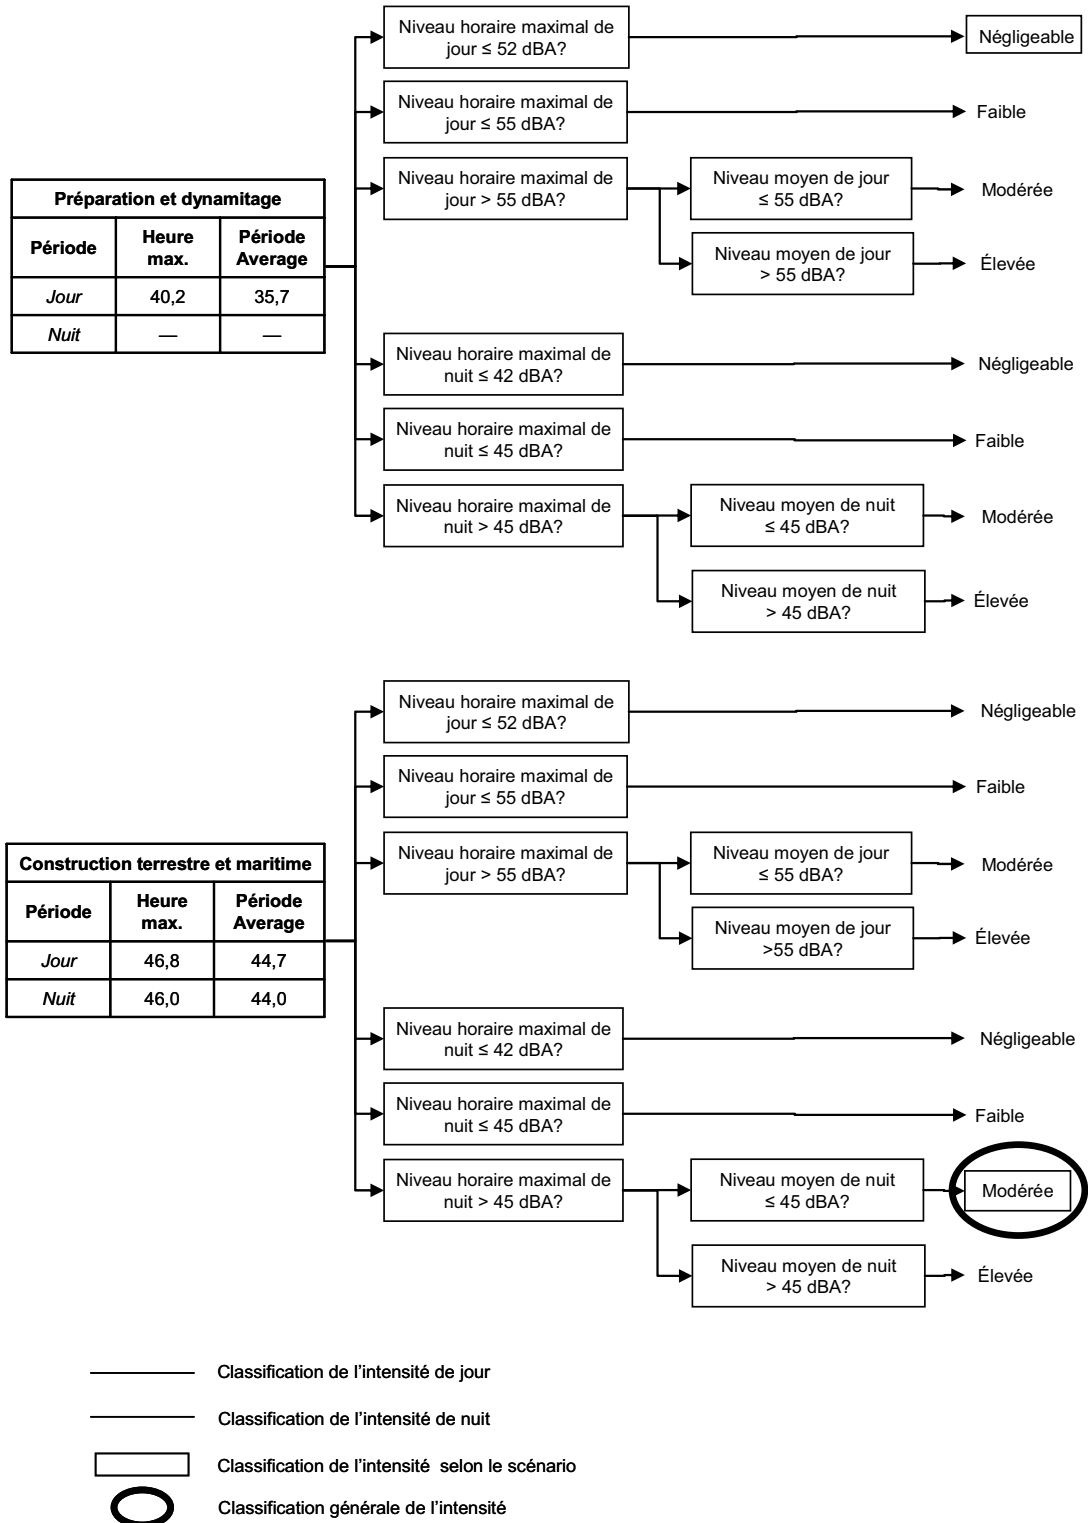 Niveau horaire maximal de
jour ≤ 52 dBA?
Négligeable
Niveau horaire maximal de
jour ≤ 55 dBA?
Faible
Niveau horaire maximal de
jour > 55 dBA?
Niveau moyen de jour
≤ 55 dBA?
Modérée
Niveau moyen de jour
> 55 dBA?
Élevée
Préparation et dynamitage
Période Heure max. Période Average
Jour 40,2 35,7
Nuit — —
Niveau horaire maximal de
nuit ≤ 42 dBA?
Négligeable
Niveau horaire maximal de
nuit ≤ 45 dBA?
Faible
Niveau horaire maximal de
nuit > 45 dBA?
Niveau moyen de nuit
≤ 45 dBA?
Modérée
Niveau moyen de nuit
> 45 dBA?
Élevée
Niveau horaire maximal de
jour ≤ 52 dBA?
Négligeable
Niveau horaire maximal de
jour ≤ 55 dBA?
Faible
Niveau horaire maximal de
jour > 55 dBA?
Niveau moyen de jour
≤ 55 dBA?
Modérée
Niveau moyen de jour
>55 dBA?
Élevée
Construction terrestre et maritime
Période Heure max. Période Average
Jour 46,8 44,7
Nuit 46,0 44,0
Niveau horaire maximal de
nuit ≤ 42 dBA?
Négligeable
Niveau horaire maximal de
nuit ≤ 45 dBA?
Faible
Niveau horaire maximal de
nuit > 45 dBA?
Niveau moyen de nuit
≤ 45 dBA?
Modérée
Niveau moyen de nuit
> 45 dBA?
Élevée
Classification de l'intensité de jour
Classification de l'intensité de nuit
Classification de l'intensité selon le scénario
Classification générale de l'intensité